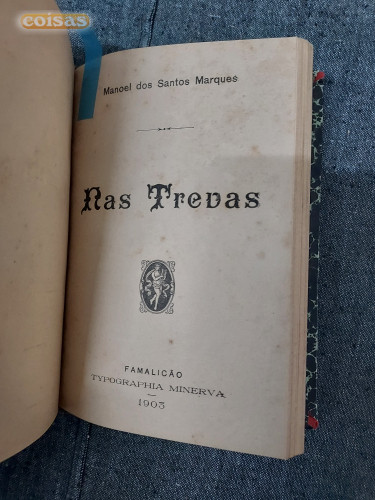 coisas
Manoel dos Santos Marques
Nas Trevas
FAMALICÃO
TYPOGRAPHIA MINERVA
1905